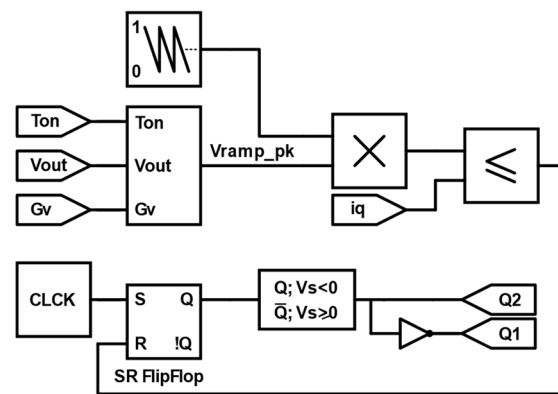 1
0
Ton
Ton
Vout
Vout
Vramp_pk
Gv
Gv
×
≤
iq
CLCK
S
Q
R
!Q
SR FlipFlop
Q; Vs<0
Q̅; Vs≥0
Q2
Q1